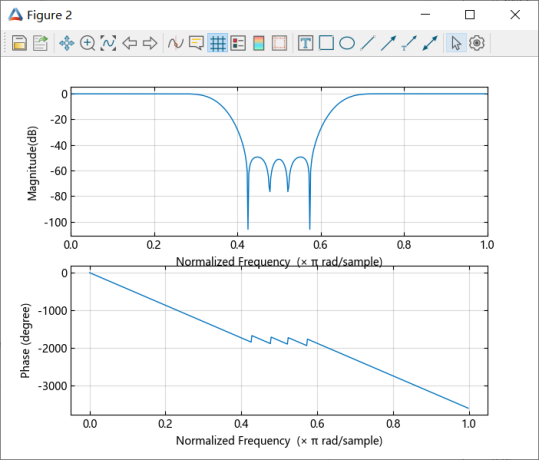 Figure 2
0
-20
-40
-60
-80
-100
Magnitude(dB)
0.0 0.2 0.4 0.6 0.8 1.0
Normalized Frequency (× π rad/sample)
0
-1000
-2000
-3000
Phase (degree)
0.0 0.2 0.4 0.6 0.8 1.0
Normalized Frequency (× π rad/sample)